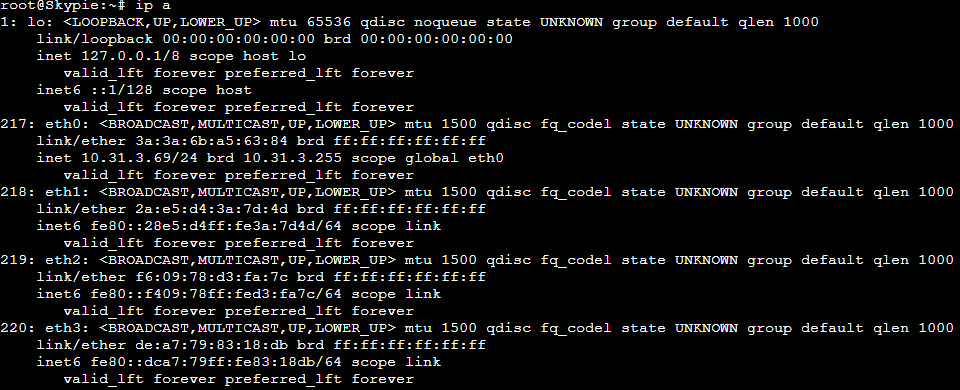 root@Skypie:~# ip a
1: lo: <LOOPBACK,UP,LOWER_UP> mtu 65536 qdisc noqueue state UNKNOWN group default qlen 1000
    link/loopback 00:00:00:00:00:00 brd 00:00:00:00:00:00
    inet 127.0.0.1/8 scope host lo
       valid_lft forever preferred_lft forever
    inet6 ::1/128 scope host
       valid_lft forever preferred_lft forever
217: eth0: <BROADCAST,MULTICAST,UP,LOWER_UP> mtu 1500 qdisc fq_codel state UNKNOWN group default qlen 1000
    link/ether 3a:3a:6b:a5:63:84 brd ff:ff:ff:ff:ff:ff
    inet 10.31.3.69/24 brd 10.31.3.255 scope global eth0
       valid_lft forever preferred_lft forever
218: eth1: <BROADCAST,MULTICAST,UP,LOWER_UP> mtu 1500 qdisc fq_codel state UNKNOWN group default qlen 1000
    link/ether 2a:e5:d4:3a:7d:4d brd ff:ff:ff:ff:ff:ff
    inet6 fe80::28e5:d4ff:fe3a:7d4d/64 scope link
       valid_lft forever preferred_lft forever
219: eth2: <BROADCAST,MULTICAST,UP,LOWER_UP> mtu 1500 qdisc fq_codel state UNKNOWN group default qlen 1000
    link/ether f6:09:78:d3:fa:7c brd ff:ff:ff:ff:ff:ff
    inet6 fe80::f409:78ff:fed3:fa7c/64 scope link
       valid_lft forever preferred_lft forever
220: eth3: <BROADCAST,MULTICAST,UP,LOWER_UP> mtu 1500 qdisc fq_codel state UNKNOWN group default qlen 1000
    link/ether de:a7:79:83:18:db brd ff:ff:ff:ff:ff:ff
    inet6 fe80::dca7:79ff:fe83:18db/64 scope link
       valid_lft forever preferred_lft forever